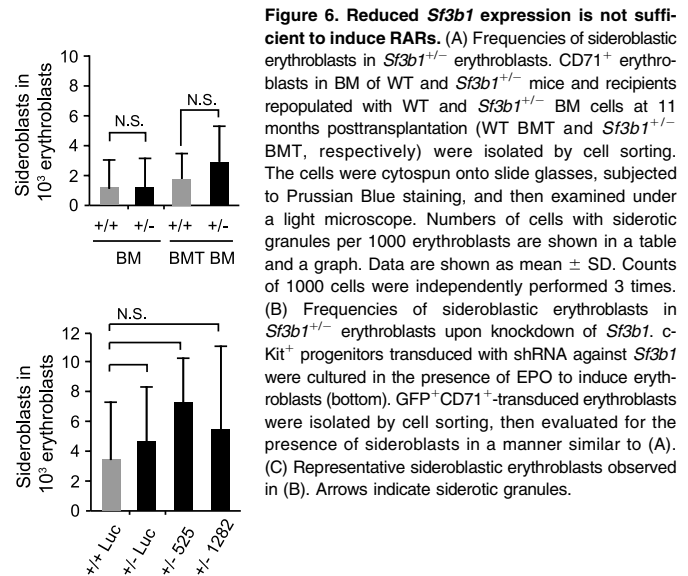 10
8
6
4
2
0
Sideroblasts in
10³ erythroblasts
N.S.
N.S.
+/+ +/- +/+ +/-
BM BMT BM
12
10
8
6
4
2
0
Sideroblasts in
10³ erythroblasts
N.S.
+/+ Luc
+/- Luc
+/- 525
+/- 1282
Figure 6. Reduced Sf3b1 expression is not suffi-
cient to induce RARs. (A) Frequencies of sideroblastic
erythroblasts in Sf3b1+/− erythroblasts. CD71+ erythro-
blasts in BM of WT and Sf3b1+/− mice and recipients
repopulated with WT and Sf3b1+/− BM cells at 11
months posttransplantation (WT BMT and Sf3b1+/−
BMT, respectively) were isolated by cell sorting.
The cells were cytospun onto slide glasses, subjected
to Prussian Blue staining, and then examined under
a light microscope. Numbers of cells with siderotic
granules per 1000 erythroblasts are shown in a table
and a graph. Data are shown as mean ± SD. Counts
of 1000 cells were independently performed 3 times.
(B) Frequencies of sideroblastic erythroblasts in
Sf3b1+/− erythroblasts upon knockdown of Sf3b1. c-
Kit+ progenitors transduced with shRNA against Sf3b1
were cultured in the presence of EPO to induce eryth-
roblasts (bottom). GFP+CD71+-transduced erythroblasts
were isolated by cell sorting, then evaluated for the
presence of sideroblasts in a manner similar to (A).
(C) Representative sideroblastic erythroblasts observed
in (B). Arrows indicate siderotic granules.